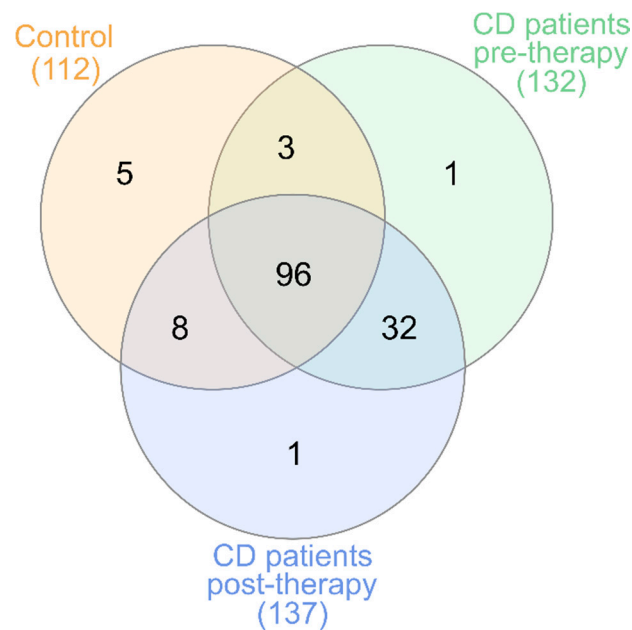 Control
(112)
CD patients
pre-therapy
(132)
3
5
1
96
8
32
1
CD patients
post-therapy
(137)